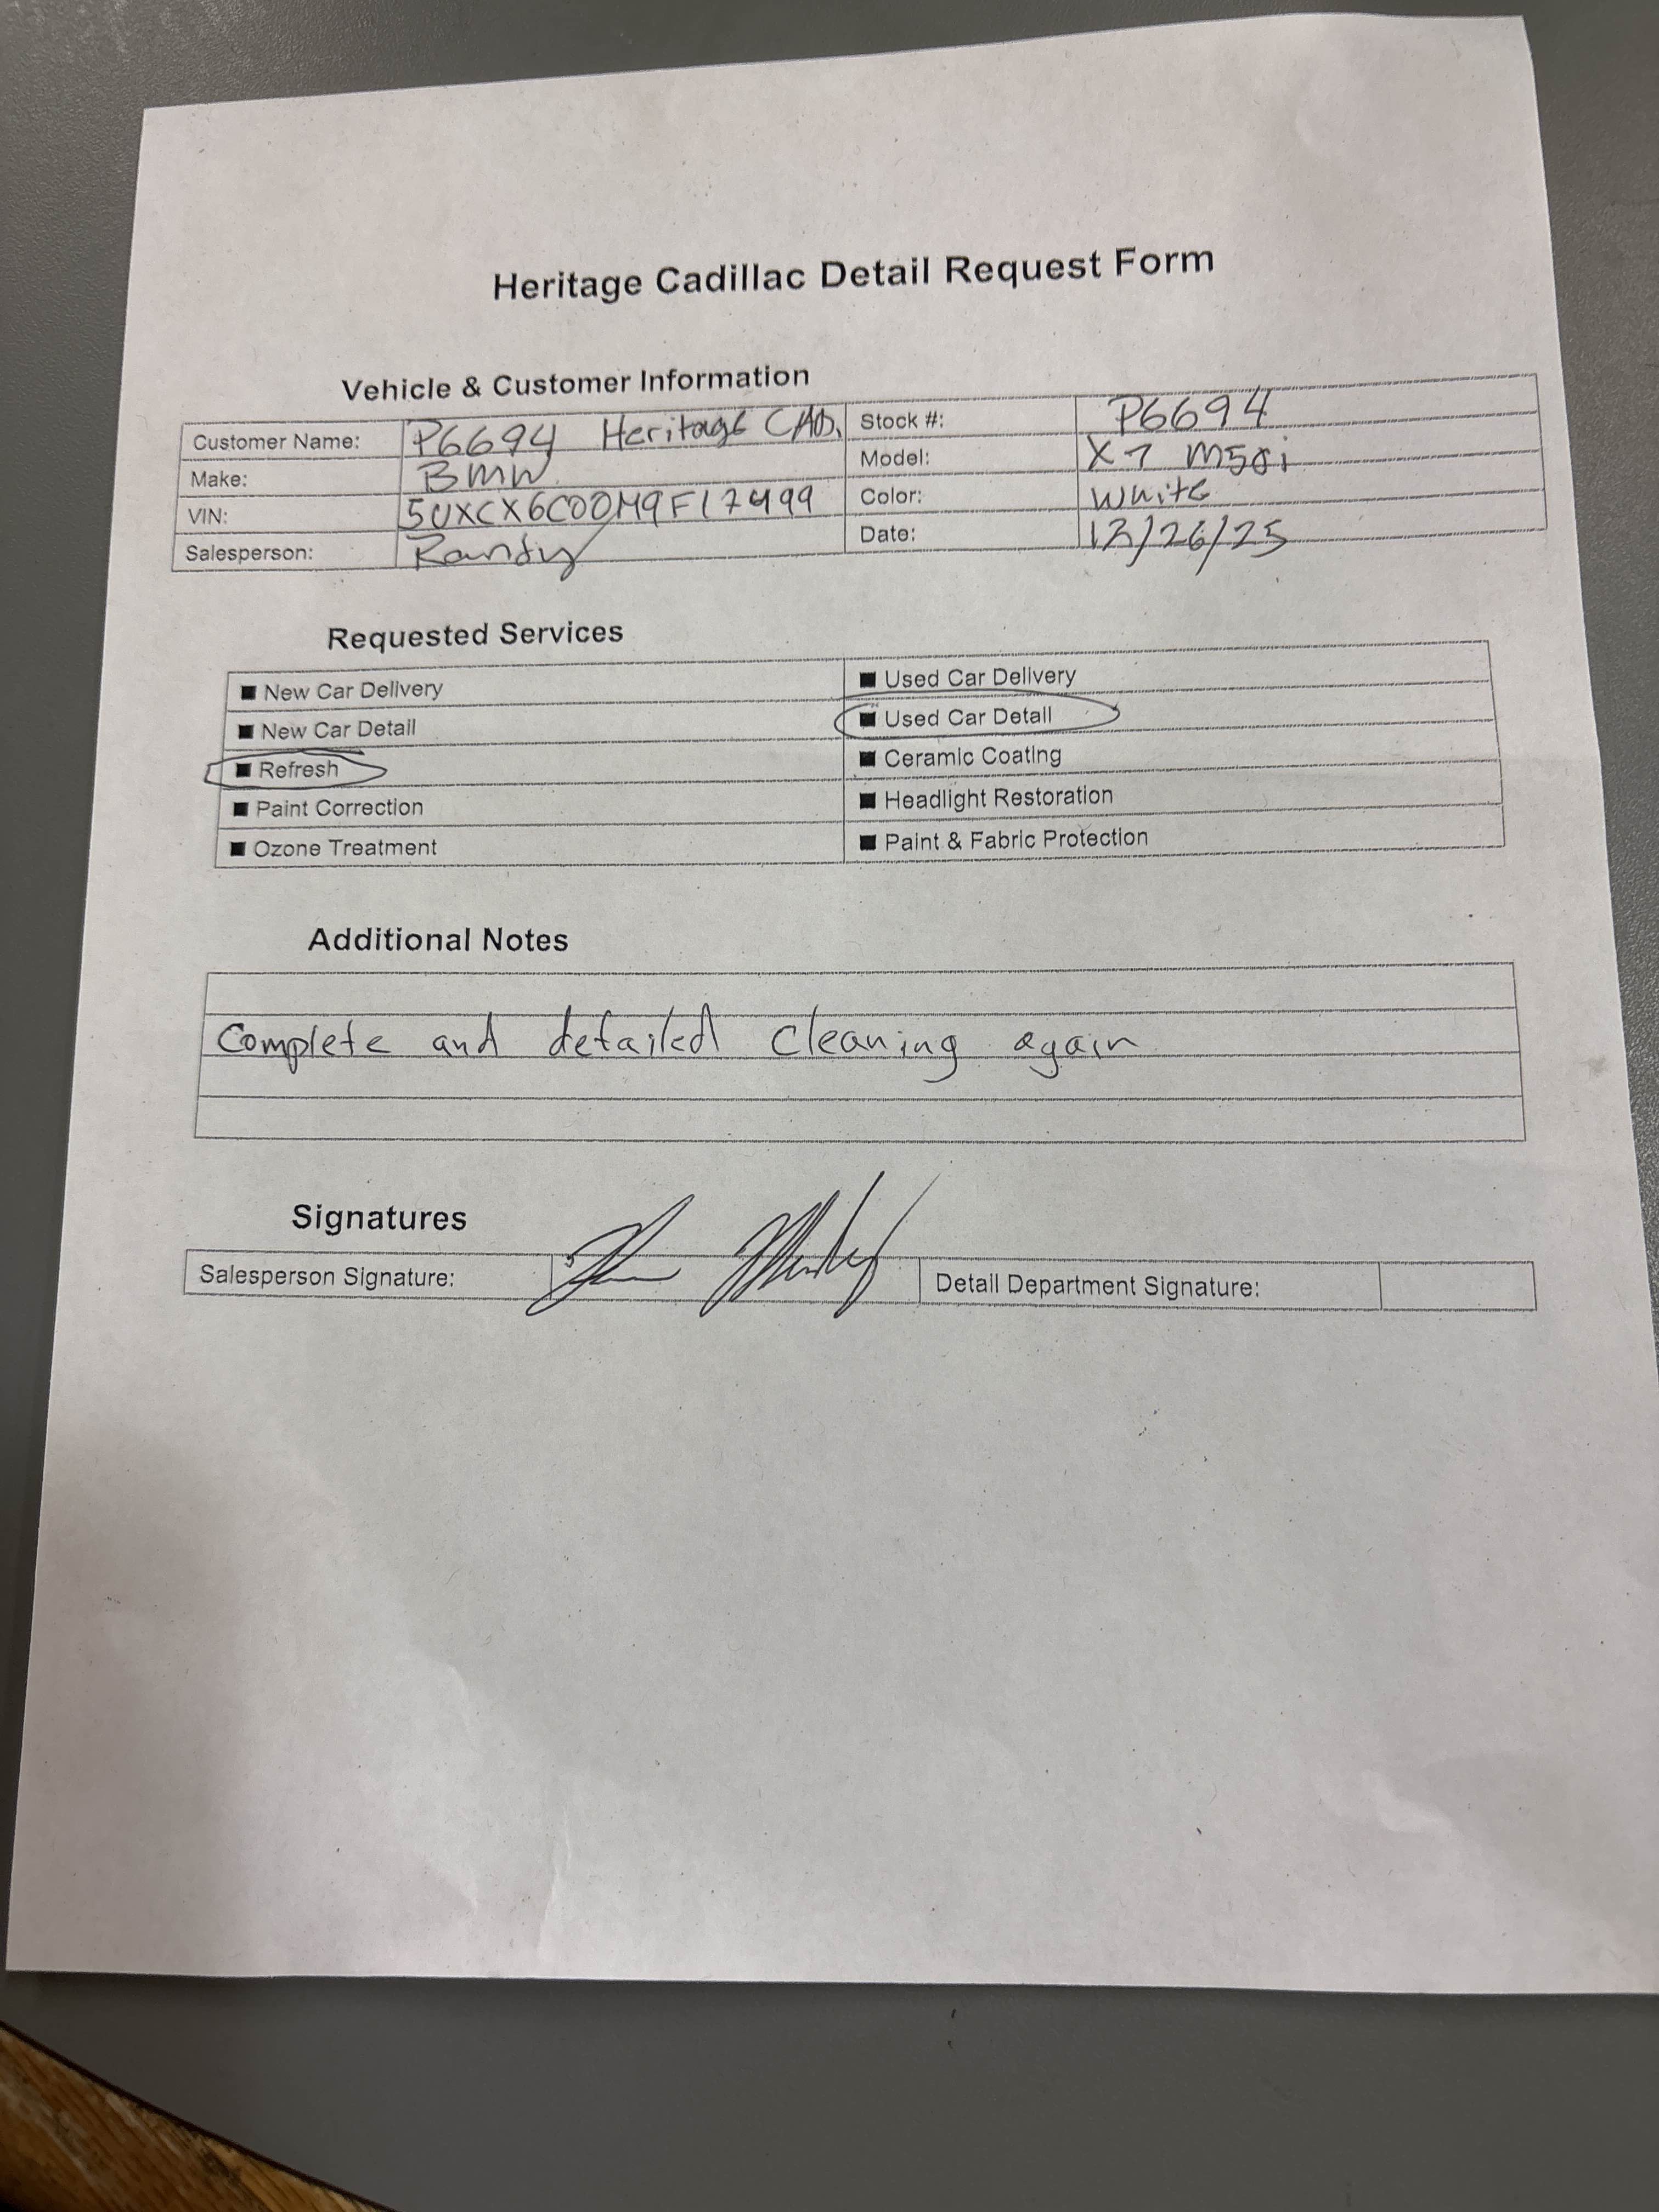 Heritage Cadillac Detail Request Form
Vehicle & Customer Information
Customer Name: P6694 Heritage CAD. Stock #: P6694
Make: BMW Model: X7 M50i
VIN: 5UXCX6C00M9F17499 Color: White
Salesperson: Randy Date: 12/26/25
Requested Services
■ New Car Delivery ■ Used Car Delivery
■ New Car Detail ■ Used Car Detail
■ Refresh ■ Ceramic Coating
■ Paint Correction ■ Headlight Restoration
■ Ozone Treatment ■ Paint & Fabric Protection
Additional Notes
Complete and detailed cleaning again
Signatures
Salesperson Signature: Detail Department Signature: